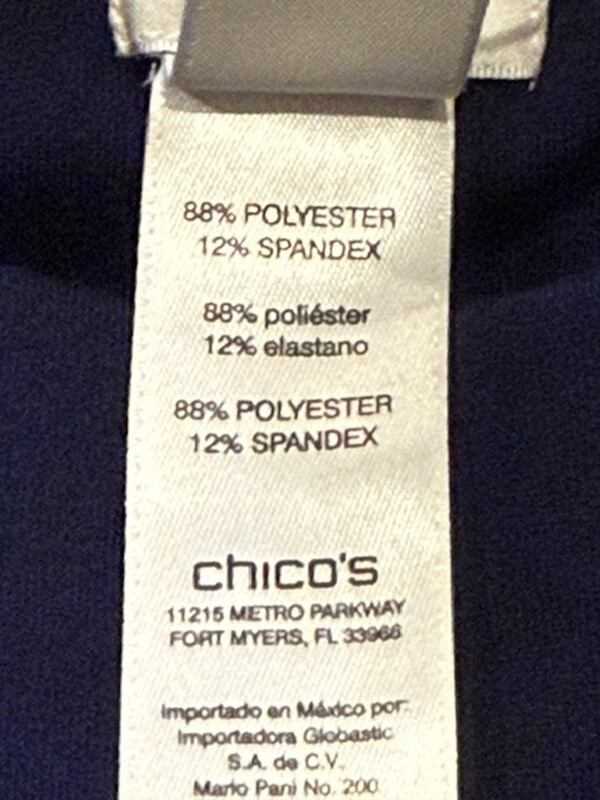 88% POLYESTER
12% SPANDEX
88% poliéster
12% elastano
88% POLYESTER
12% SPANDEX
chico's
11215 METRO PARKWAY
FORT MYERS, FL 33966
Importado en México por:
Importadora Globastic
S.A. de C.V.
Mario Pani No. 200